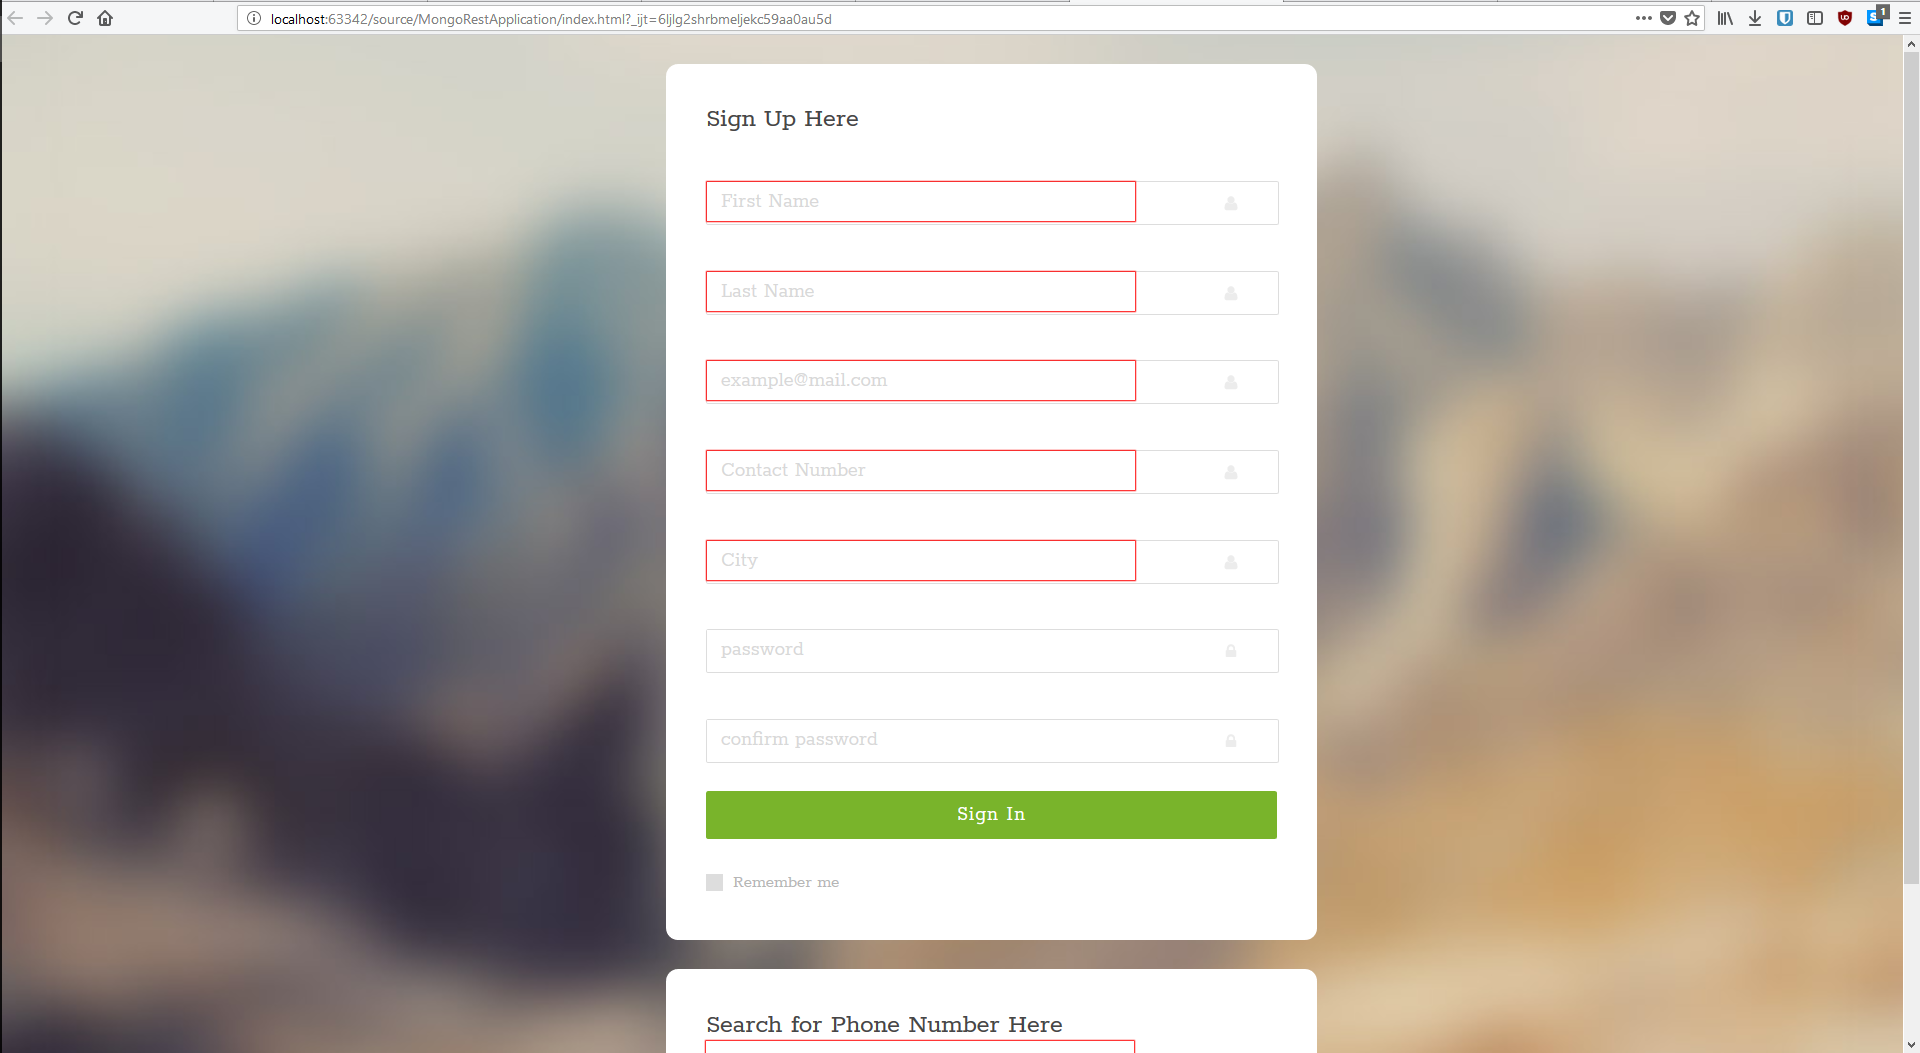 localhost:63342/source/MongoRestApplication/index.html?_ijt=6ljlg2shrbmeljekc59aa0au5d
1
Sign Up Here
First Name
Last Name
example@mail.com
Contact Number
City
password
confirm password
Sign In
Remember me
Search for Phone Number Here